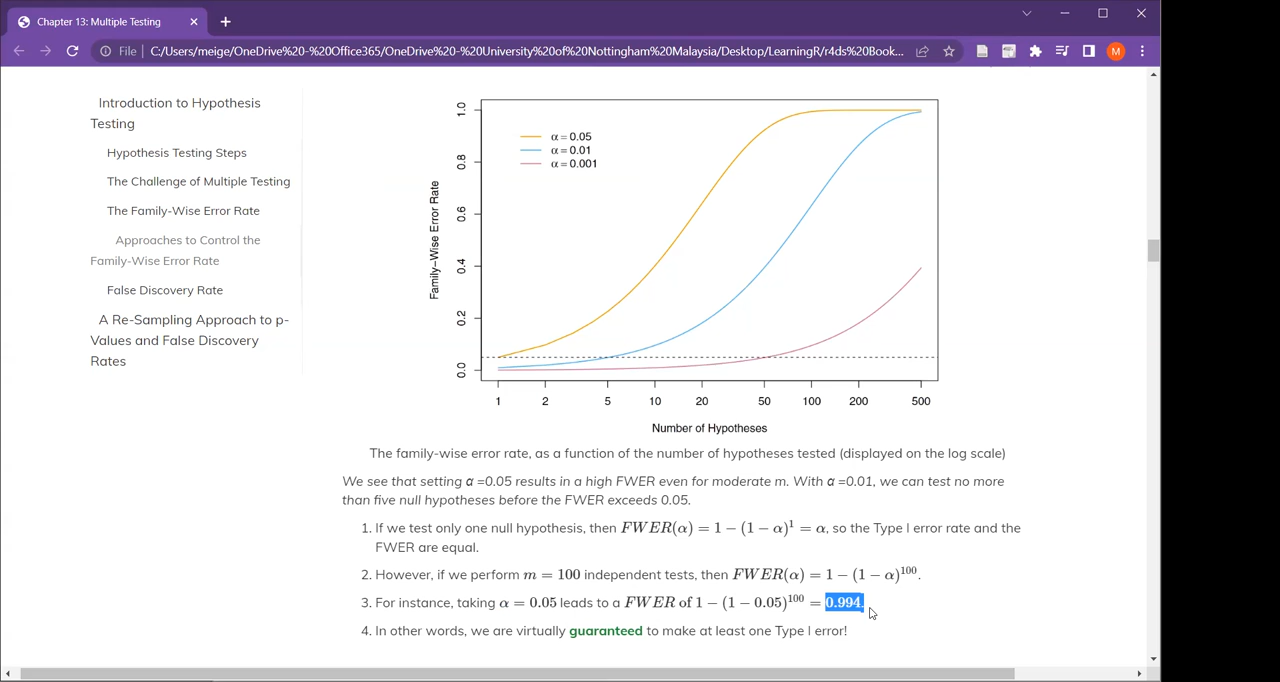 Chapter 13: Multiple Testing
File
C:/Users/meige/OneDrive%20-%20Office365/OneDrive%20-%20University%20of%20Nottingham%20Malaysia/Desktop/LearningR/r4ds%20Book...
M
Introduction to Hypothesis
Testing
Hypothesis Testing Steps
The Challenge of Multiple Testing
The Family-Wise Error Rate
Approaches to Control the
Family-Wise Error Rate
False Discovery Rate
A Re-Sampling Approach to p-
Values and False Discovery
Rates
Family−Wise Error Rate
1.0
0.8
0.6
0.4
0.2
0.0
α = 0.05
α = 0.01
α = 0.001
1 2 5 10 20 50 100 200 500
Number of Hypotheses
The family-wise error rate, as a function of the number of hypotheses tested (displayed on the log scale)
We see that setting α =0.05 results in a high FWER even for moderate m. With α =0.01, we can test no more
than five null hypotheses before the FWER exceeds 0.05.
1. If we test only one null hypothesis, then FWER(α) = 1 − (1 − α)¹ = α, so the Type I error rate and the
FWER are equal.
2. However, if we perform m = 100 independent tests, then FWER(α) = 1 − (1 − α)¹⁰⁰.
3. For instance, taking α = 0.05 leads to a FWER of 1 − (1 − 0.05)¹⁰⁰ = 0.994.
4. In other words, we are virtually guaranteed to make at least one Type I error!